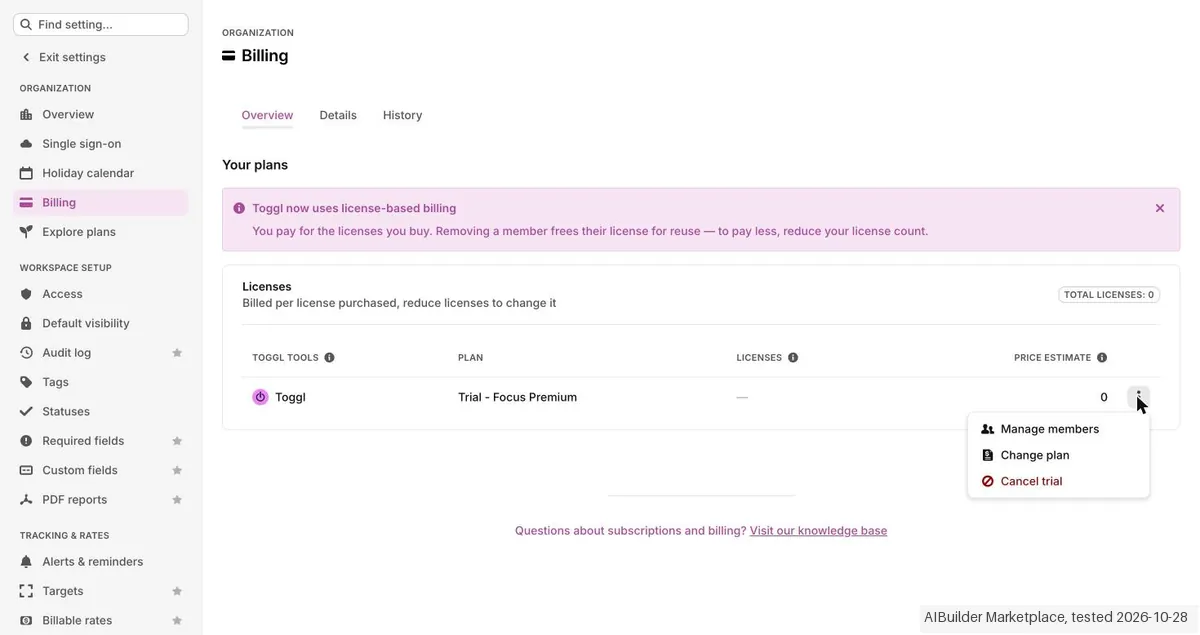 Find setting...
Exit settings
ORGANIZATION
Overview
Single sign-on
Holiday calendar
Billing
Explore plans
WORKSPACE SETUP
Access
Default visibility
Audit log
Tags
Statuses
Required fields
Custom fields
PDF reports
TRACKING & RATES
Alerts & reminders
Targets
Billable rates
ORGANIZATION
Billing
Overview Details History
Your plans
Toggl now uses license-based billing
You pay for the licenses you buy. Removing a member frees their license for reuse — to pay less, reduce your license count.
Licenses
Billed per license purchased, reduce licenses to change it
TOTAL LICENSES: 0
TOGGL TOOLS PLAN LICENSES PRICE ESTIMATE
Toggl Trial - Focus Premium — 0
Manage members
Change plan
Cancel trial
Questions about subscriptions and billing? Visit our knowledge base
AIBuilder Marketplace, tested 2026-10-28